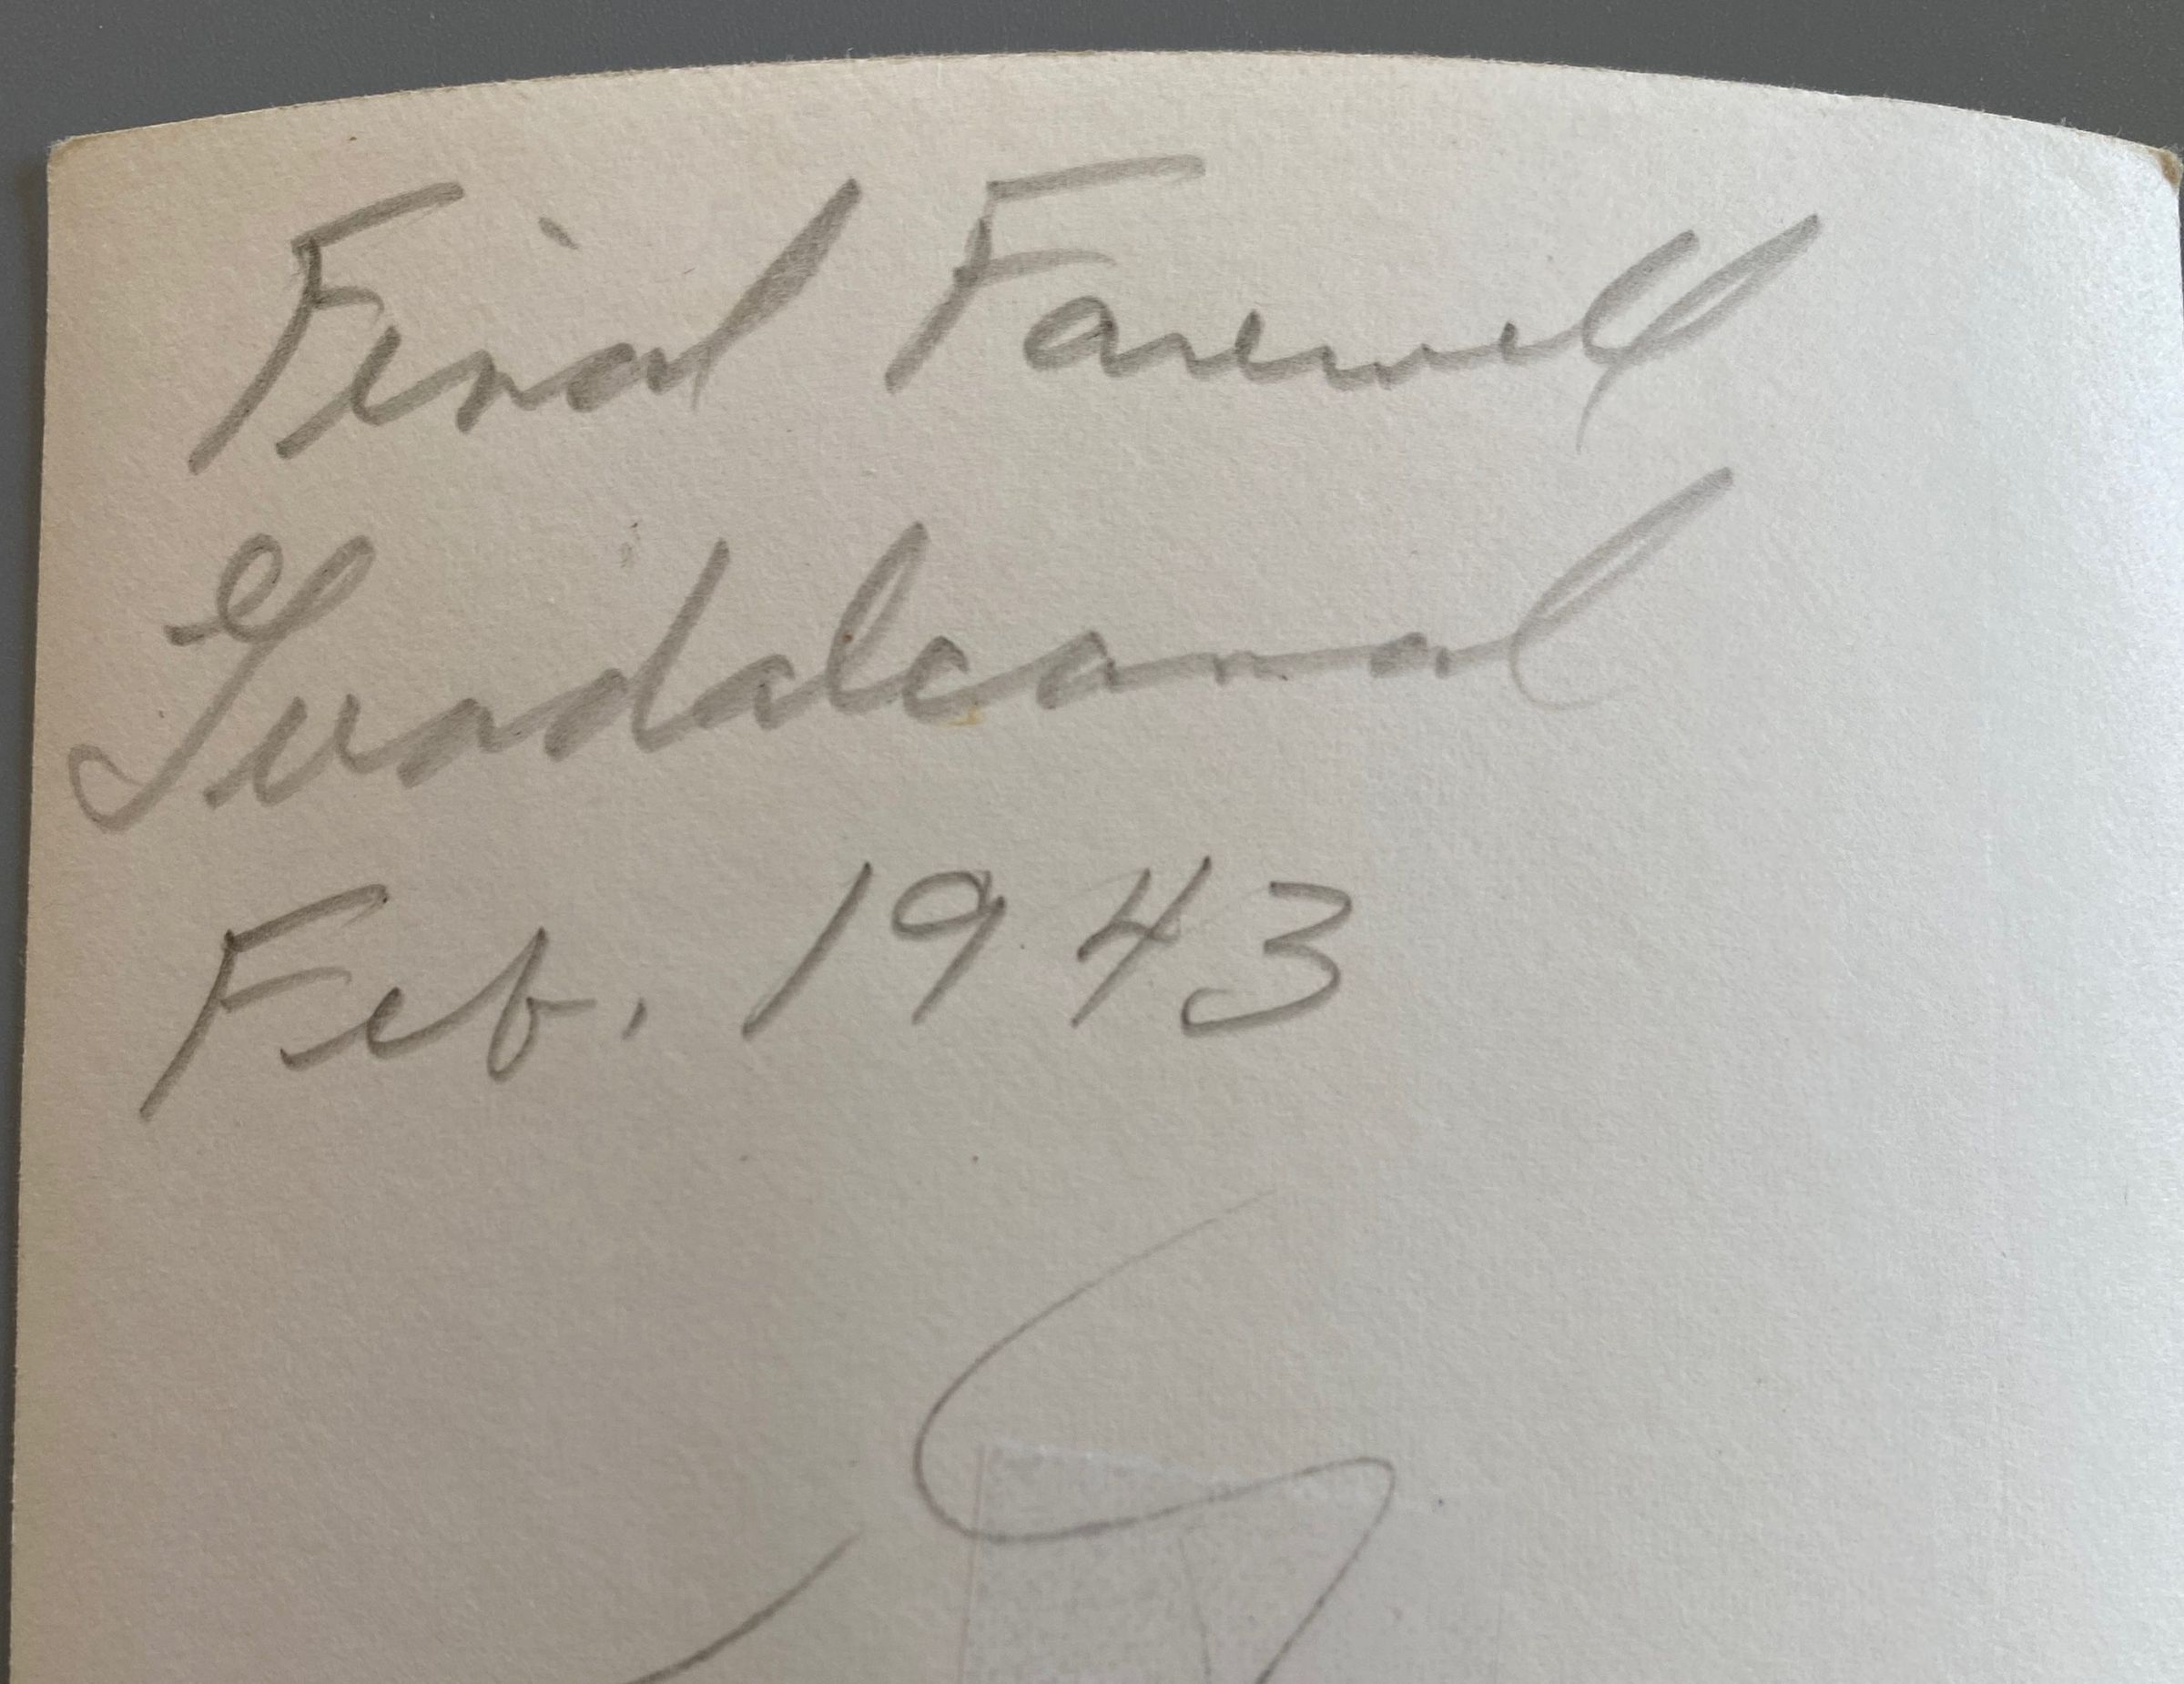 Final Farewell
Guadalcanal
Feb. 1943